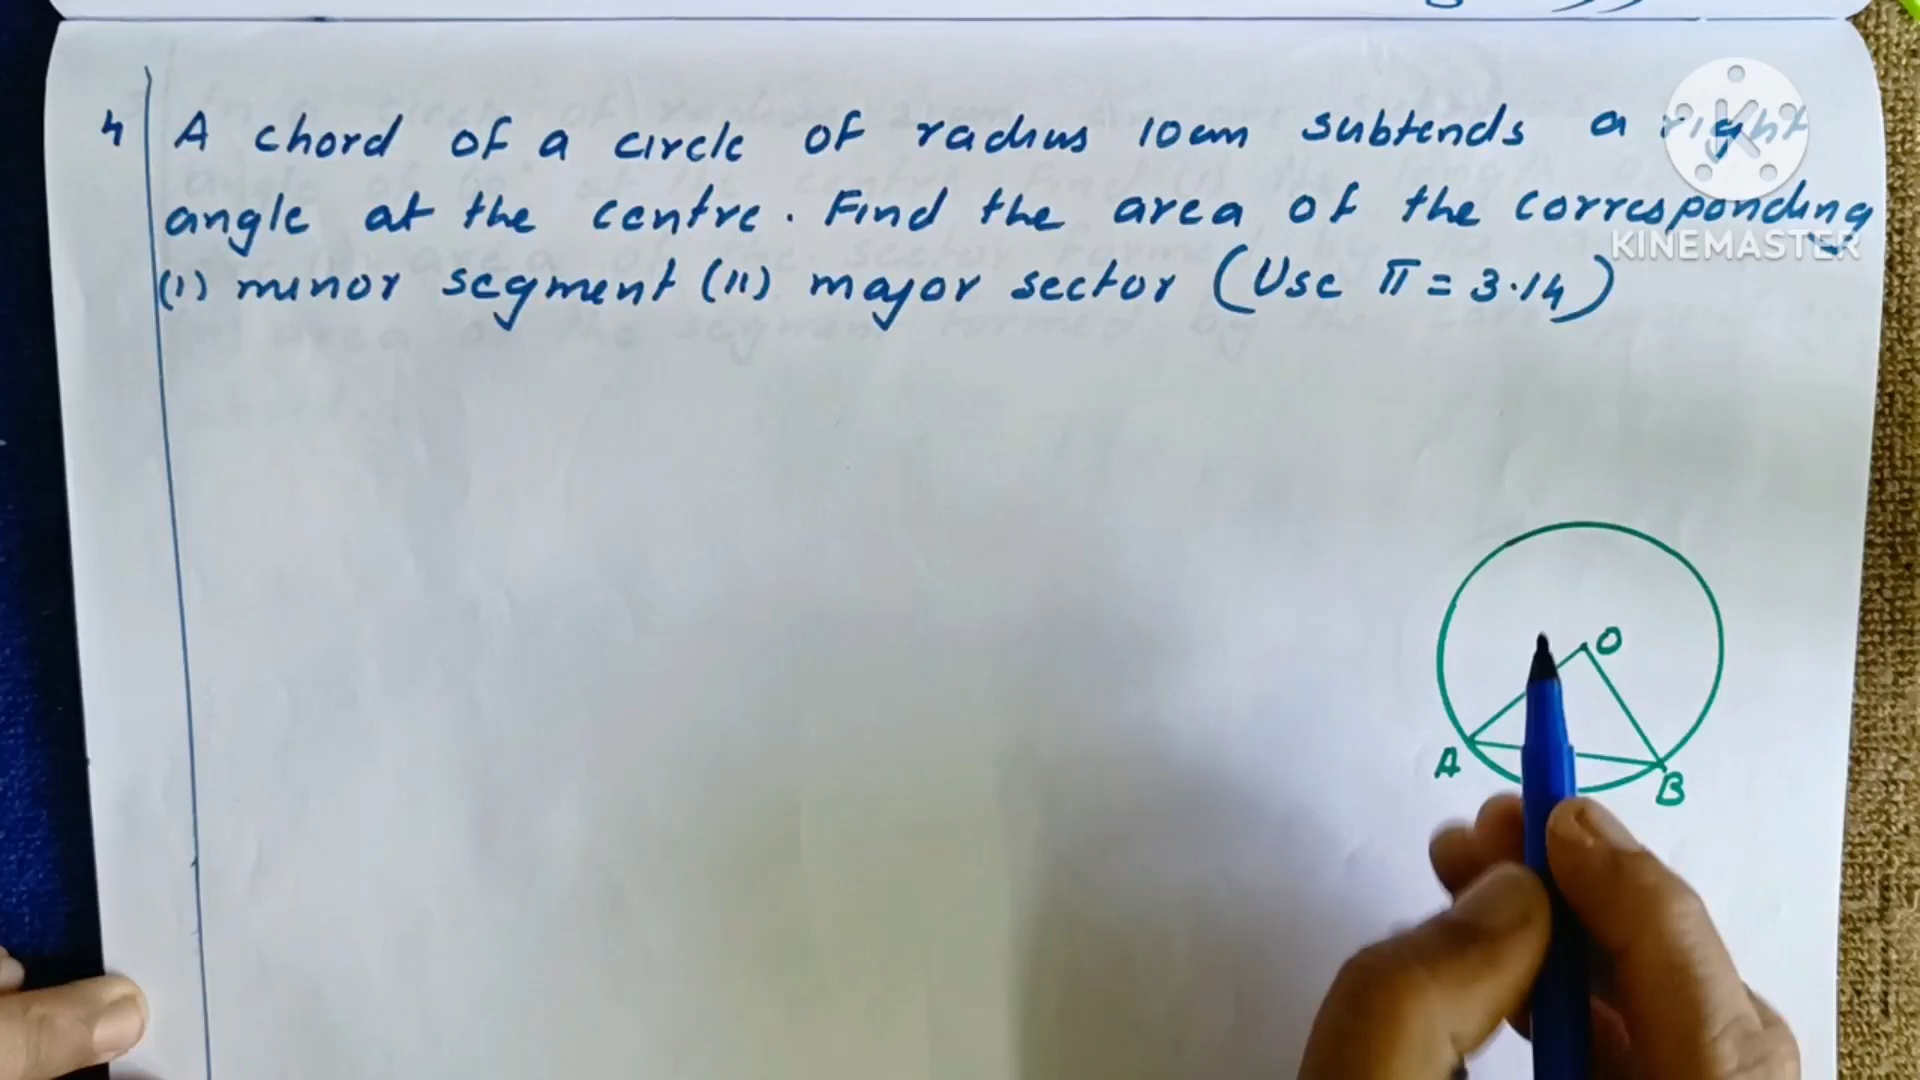 4 A chord of a circle of radius 10cm subtends a right
angle at the centre. Find the area of the corresponding
(i) minor segment (ii) major sector (Use π = 3.14)
KINEMASTER
O
A
B